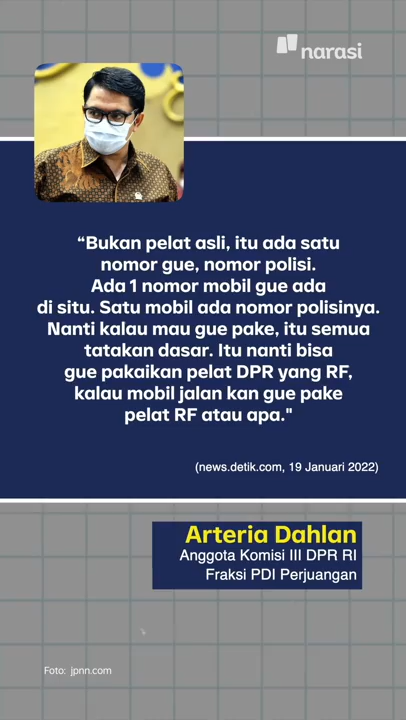 narasi
“Bukan pelat asli, itu ada satu
nomor gue, nomor polisi.
Ada 1 nomor mobil gue ada
di situ. Satu mobil ada nomor polisinya.
Nanti kalau mau gue pake, itu semua
tatakan dasar. Itu nanti bisa
gue pakaikan pelat DPR yang RF,
kalau mobil jalan kan gue pake
pelat RF atau apa."
(news.detik.com, 19 Januari 2022)
Arteria Dahlan
Anggota Komisi III DPR RI
Fraksi PDI Perjuangan
Foto: jpnn.com